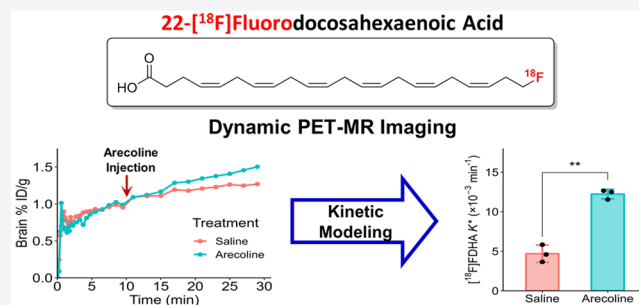 22-[¹⁸F]Fluorodocosahexaenoic Acid
O
HO
¹⁸F
Dynamic PET-MR Imaging
Brain % ID/g
1.5
1.0
0.5
0.0
Arecoline
Injection
Treatment
Saline
Arecoline
0 5 10 15 20 25 30
Time (min)
Kinetic
Modeling
[¹⁸F]FDHA K* (×10⁻³ min⁻¹)
15
10
5
0
**
Saline Arecoline